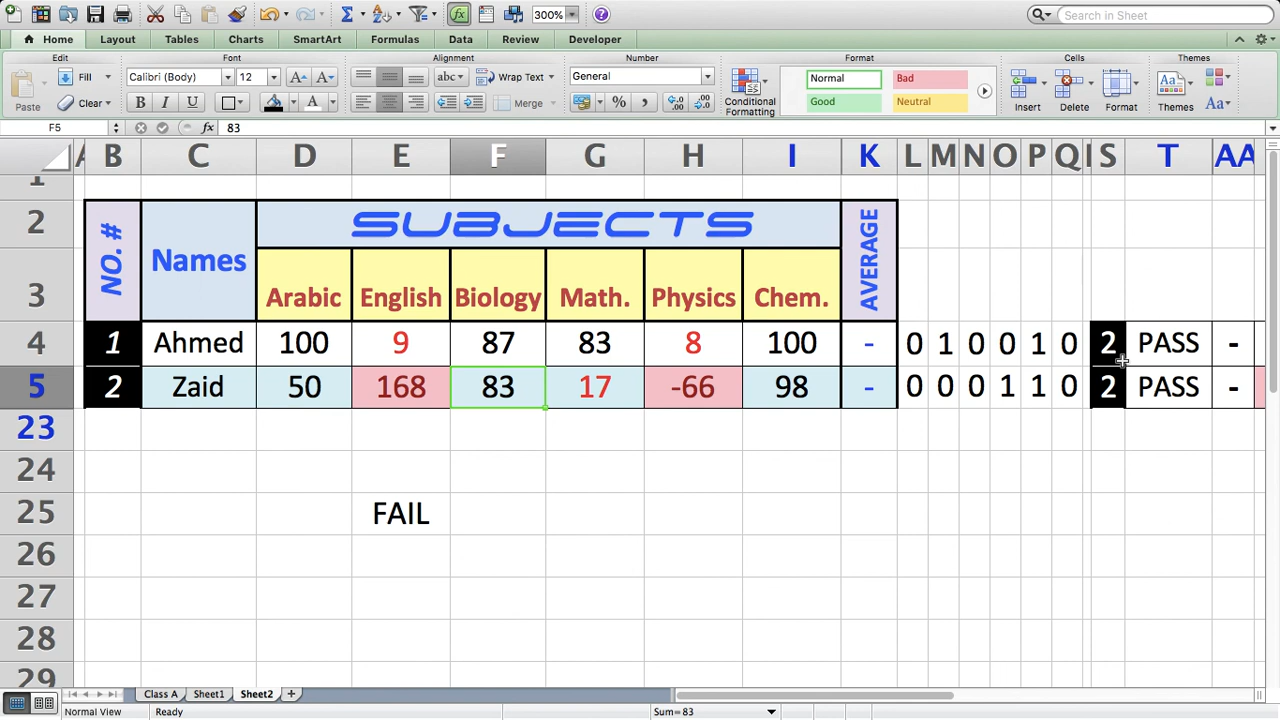 300%
Search in Sheet
Home Layout Tables Charts SmartArt Formulas Data Review Developer
Edit Font Alignment Number Format Cells Themes
Fill Calibri (Body) 12 abc Wrap Text General Normal Bad
Paste Clear B I U Merge % Conditional Formatting Good Neutral Insert Delete Format Themes Aa
F5 fx 83
A B C D E F G H I K L M N O P Q S T AA
1
2 NO. # Names SUBJECTS AVERAGE
3 Arabic English Biology Math. Physics Chem.
4 1 Ahmed 100 9 87 83 8 100 - 0 1 0 0 1 0 2 PASS -
5 2 Zaid 50 168 83 17 -66 98 - 0 0 0 1 1 0 2 PASS -
23
24
25 FAIL
26
27
28
29
Class A Sheet1 Sheet2
Normal View Ready Sum=83